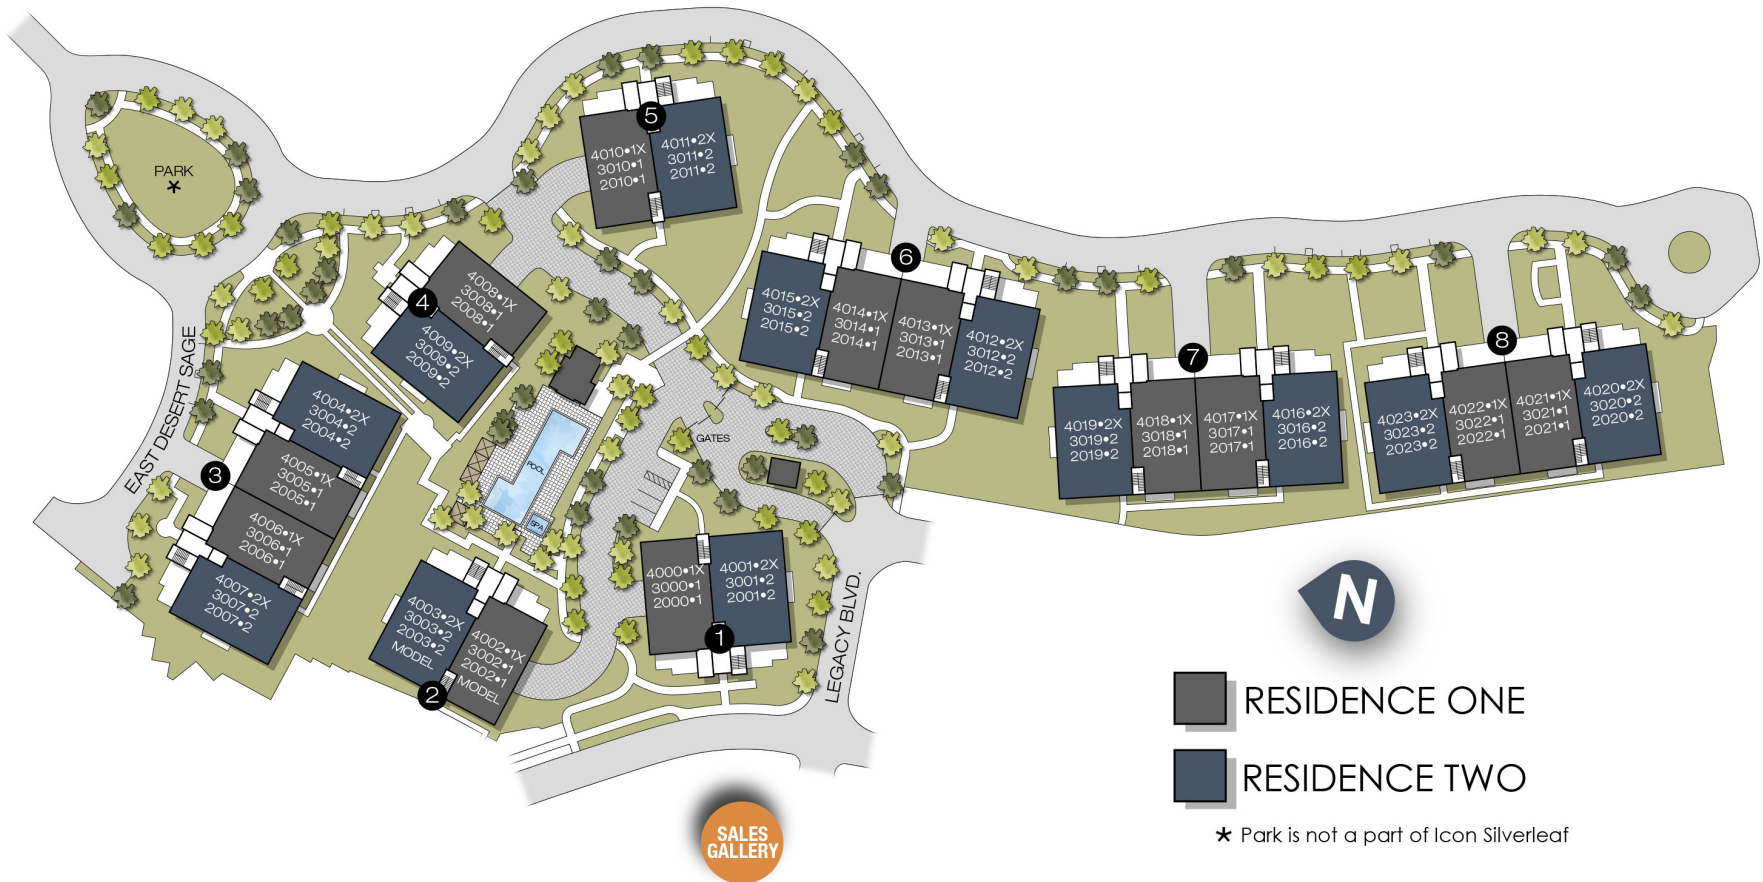 PARK
*
5
4010•1X
3010•1
2010•1
4011•2X
3011•2
2011•2
4
4008•1X
3008•1
2008•1
4009•2X
3009•2
2009•2
6
4015•2X
3015•2
2015•2
4014•1X
3014•1
2014•1
4013•1X
3013•1
2013•1
4012•2X
3012•2
2012•2
7
4019•2X
3019•2
2019•2
4018•1X
3018•1
2018•1
4017•1X
3017•1
2017•1
4016•2X
3016•2
2016•2
8
4023•2X
3023•2
2023•2
4022•1X
3022•1
2022•1
4021•1X
3021•1
2021•1
4020•2X
3020•2
2020•2
EAST DESERT SAGE
3
4004•2X
3004•2
2004•2
4005•1X
3005•1
2005•1
4006•1X
3006•1
2006•1
4007•2X
3007•2
2007•2
POOL
SPA
GATES
2
4003•2X
3003•2
2003•2
MODEL
4002•1X
3002•1
2002•1
MODEL
1
4000•1X
3000•1
2000•1
4001•2X
3001•2
2001•2
LEGACY BLVD.
N
RESIDENCE ONE
RESIDENCE TWO
* Park is not a part of Icon Silverleaf
SALES
GALLERY